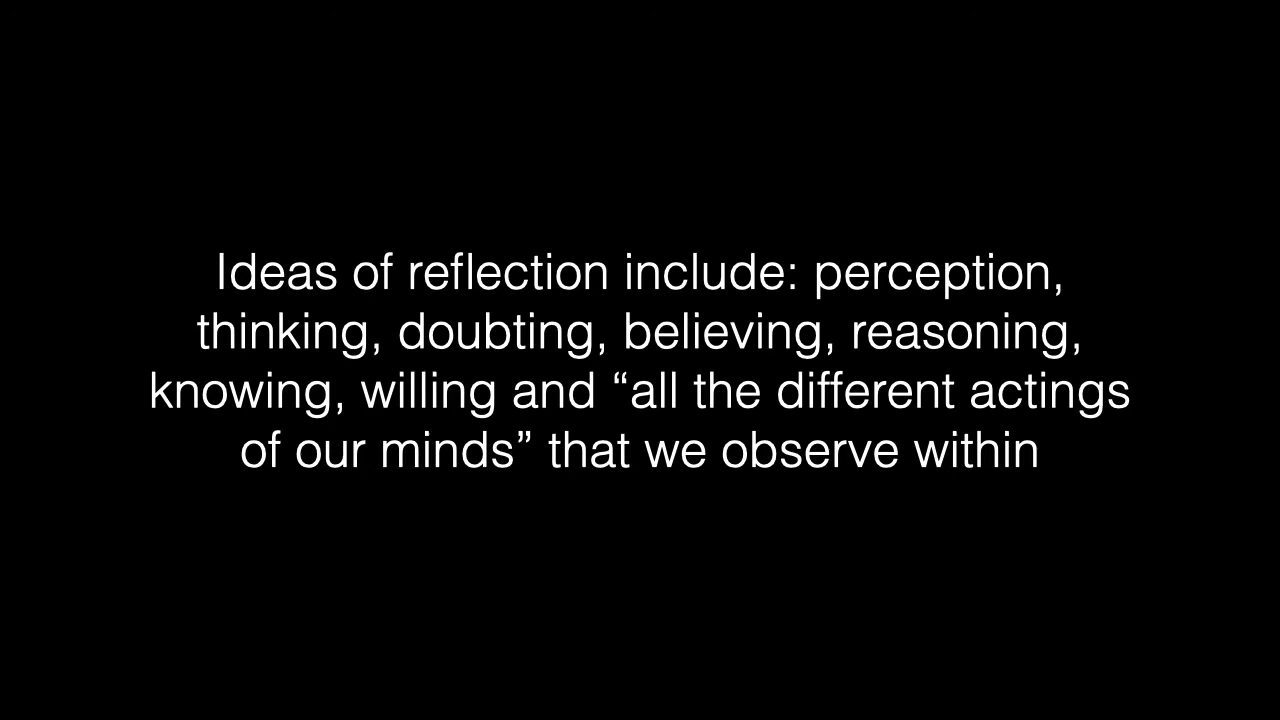 Ideas of reflection include: perception,
thinking, doubting, believing, reasoning,
knowing, willing and “all the different actings
of our minds” that we observe within